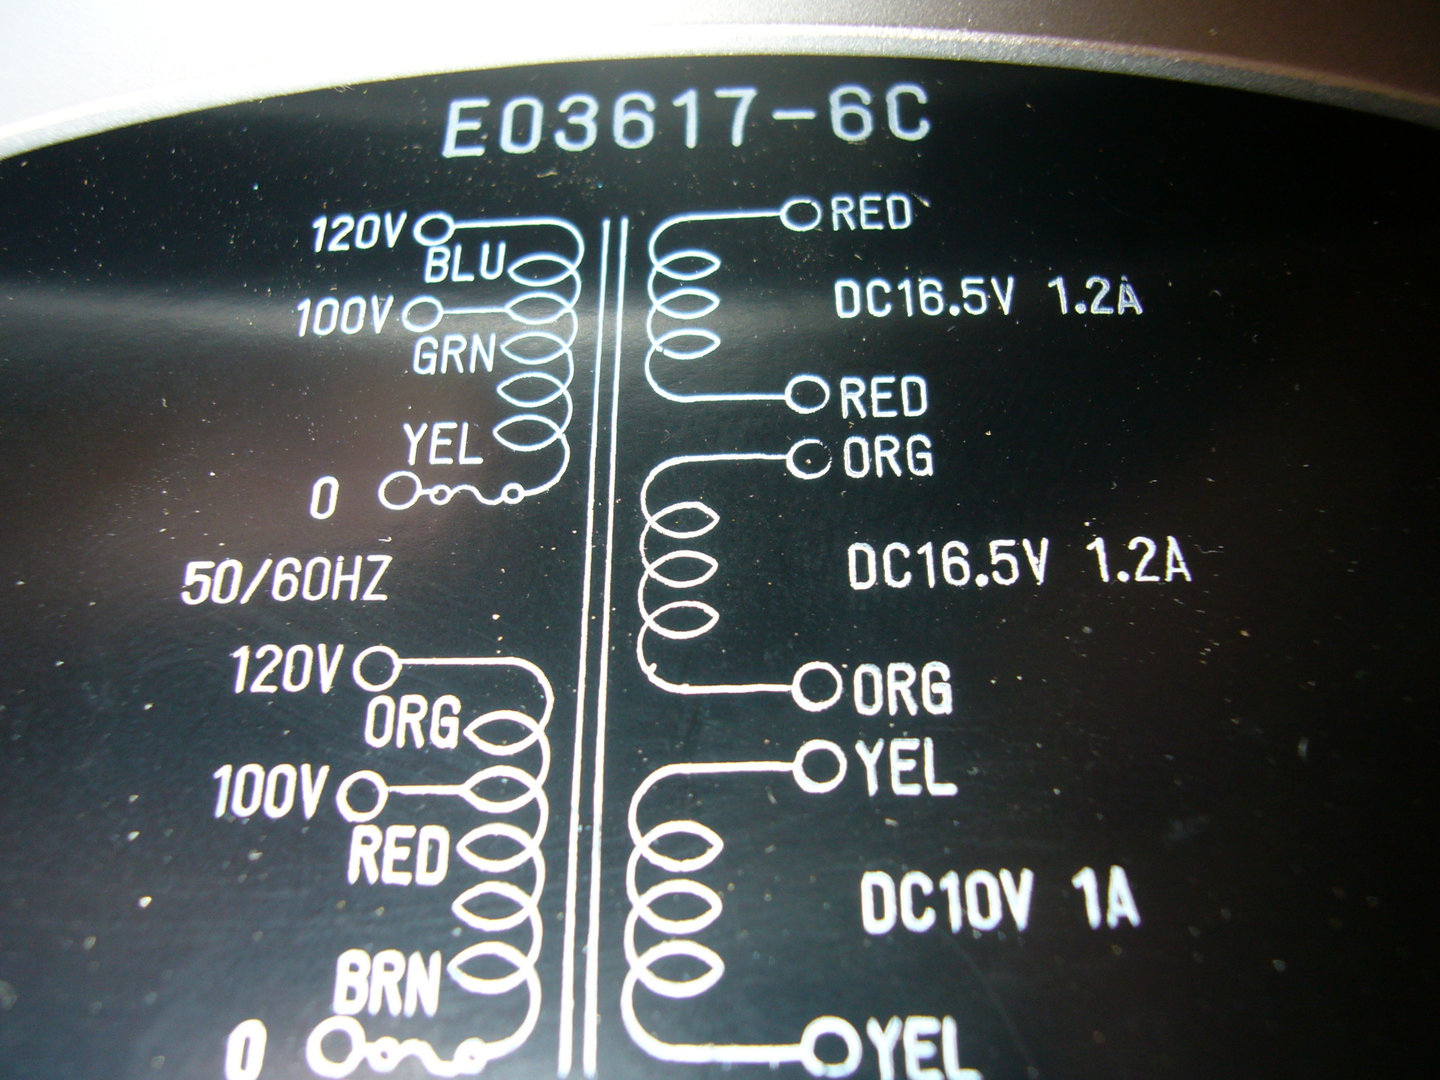 E03617-6C
120V
BLU
100V
GRN
YEL
0
50/60HZ
120V
ORG
100V
RED
BRN
0
RED
DC16.5V 1.2A
RED
ORG
DC16.5V 1.2A
ORG
YEL
DC10V 1A
YEL